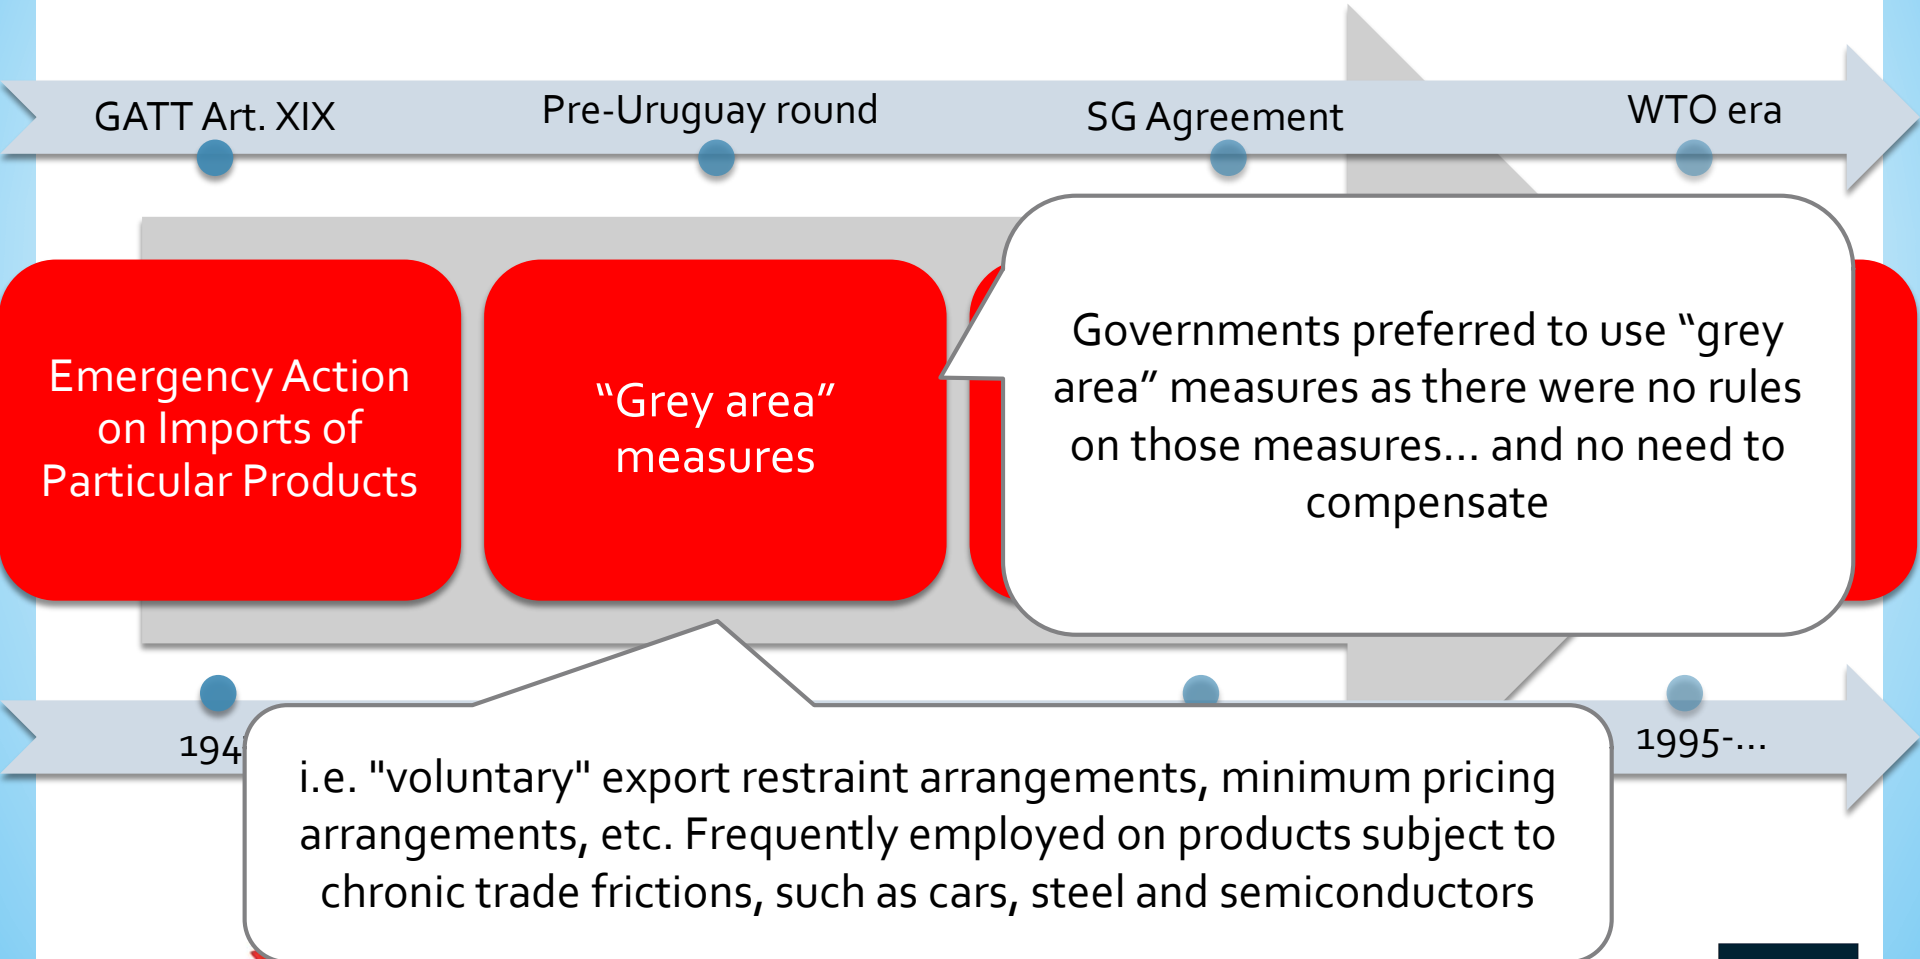 GATT Art. XIX
Pre-Uruguay round
SG Agreement
WTO era
Emergency Action
on Imports of
Particular Products
“Grey area”
measures
Governments preferred to use “grey
area” measures as there were no rules
on those measures... and no need to
compensate
1995-...
i.e. "voluntary" export restraint arrangements, minimum pricing
arrangements, etc. Frequently employed on products subject to
chronic trade frictions, such as cars, steel and semiconductors